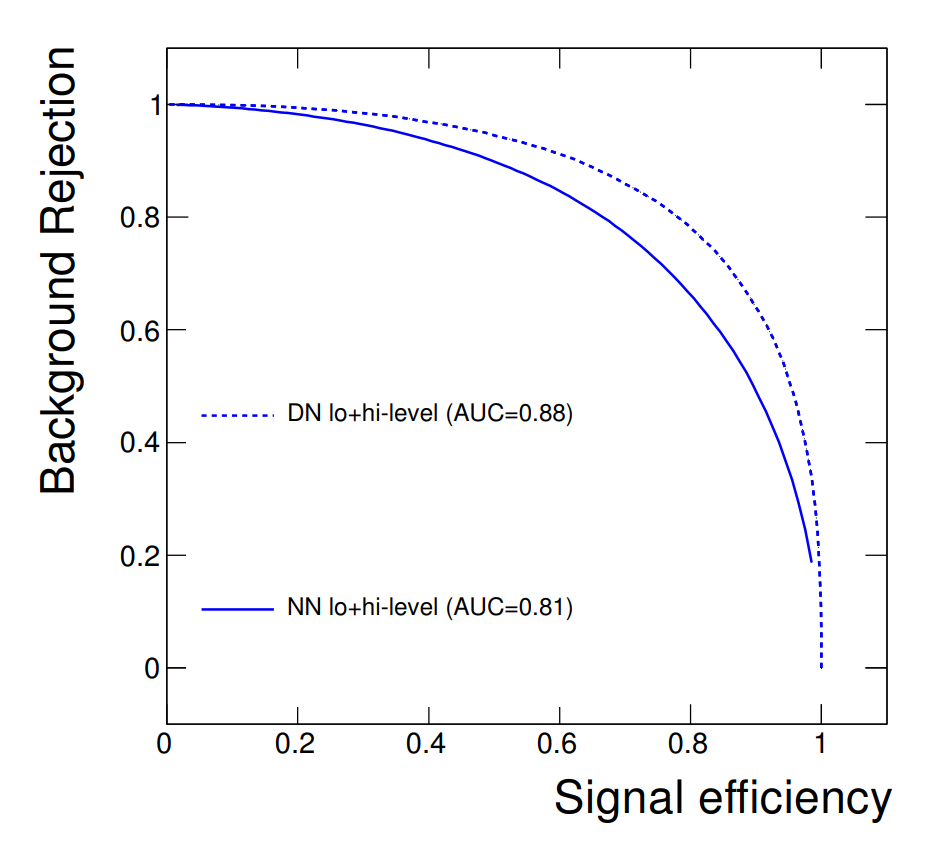 Background Rejection
1
0.8
0.6
0.4
0.2
0
DN lo+hi-level (AUC=0.88)
NN lo+hi-level (AUC=0.81)
0 0.2 0.4 0.6 0.8 1
Signal efficiency